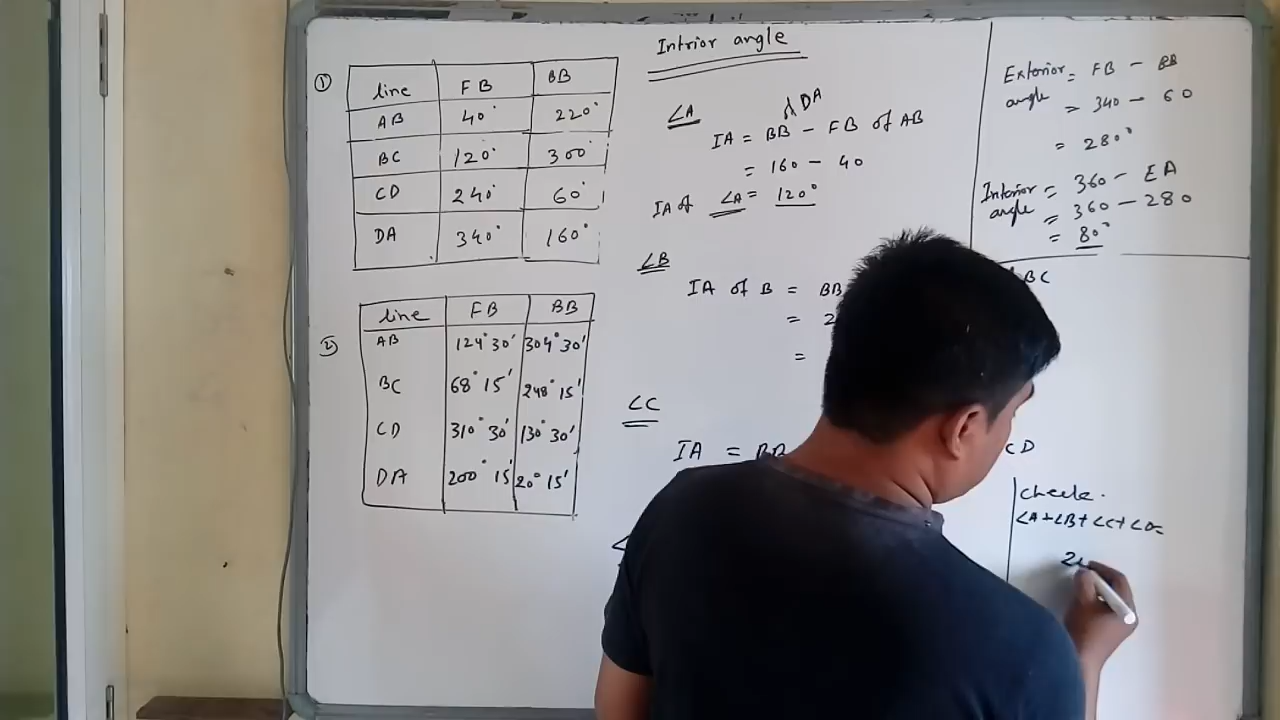 Intrior angle
①
line FB BB
AB 40° 220°
BC 120° 300°
CD 240° 60°
DA 340° 160°
②
line FB BB
AB 124° 30' 304° 30'
BC 68° 15' 248° 15'
CD 310° 30' 130° 30'
DA 200° 15 20° 15'
∠A
DA
IA = BB - FB of AB
= 160 - 40
IA of ∠A = 120°
∠B
IA of B = BB
= 2
=
BC
∠C
IA = BB
CD
Exterior angle = FB - BB
= 340 - 60
= 280°
Interior angle = 360 - EA
= 360 - 280
= 80°
Check.
∠A+∠B+∠C+∠D=